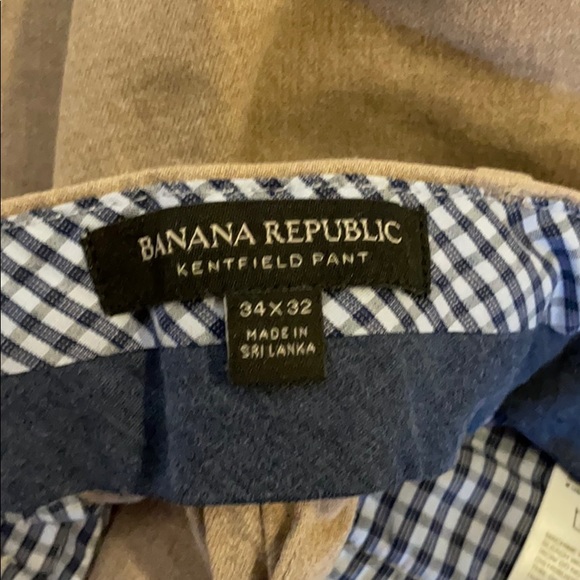 BANANA REPUBLIC
KENTFIELD PANT
34X32
MADE IN
SRI LANKA